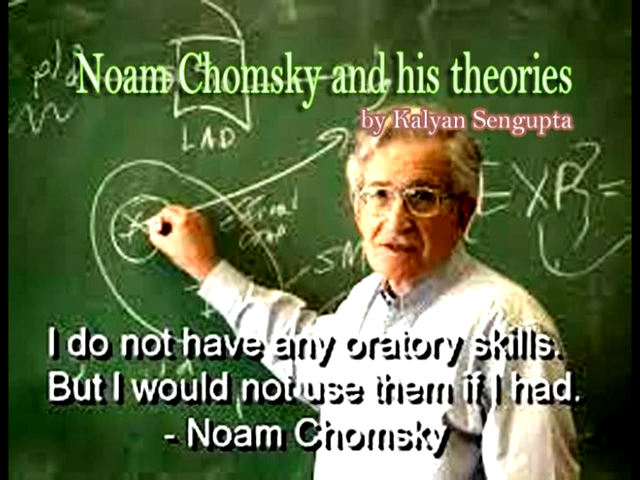 Noam Chomsky and his theories
by Kalyan Sengupta
LAD
EXP =
I do not have any oratory skills.
But I would not use them if I had.
- Noam Chomsky